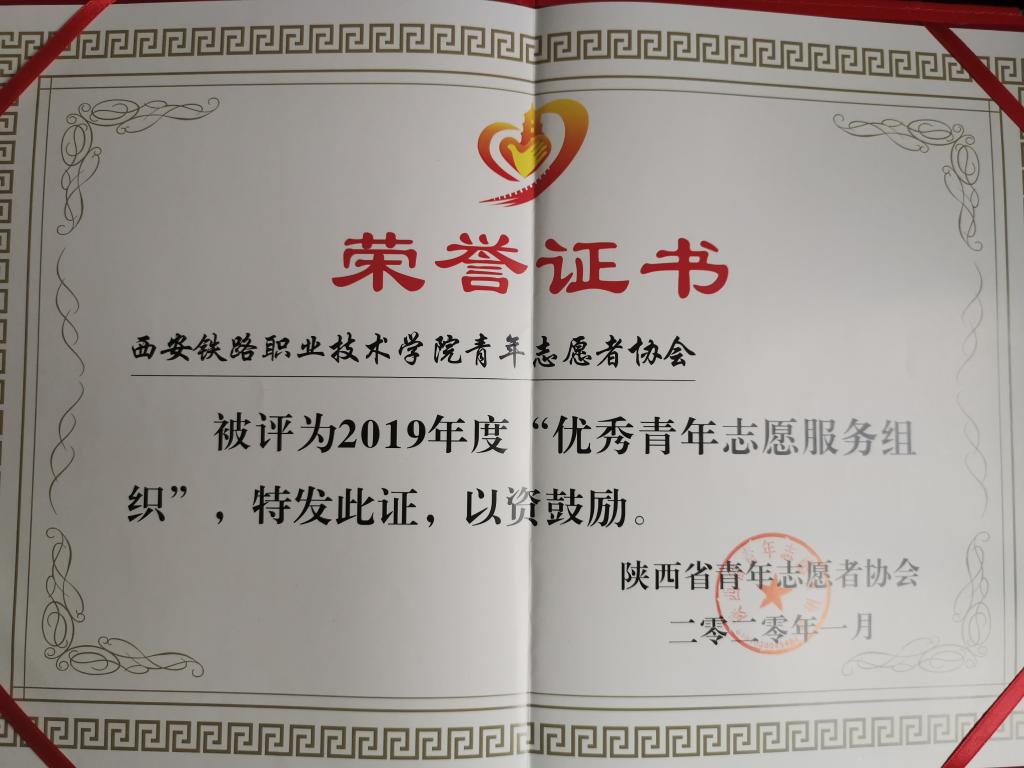 荣誉证书
西安铁路职业技术学院青年志愿者协会
被评为2019年度“优秀青年志愿服务组
织”，特发此证，以资鼓励。
陕西省青年志愿者协会
二零二零年一月